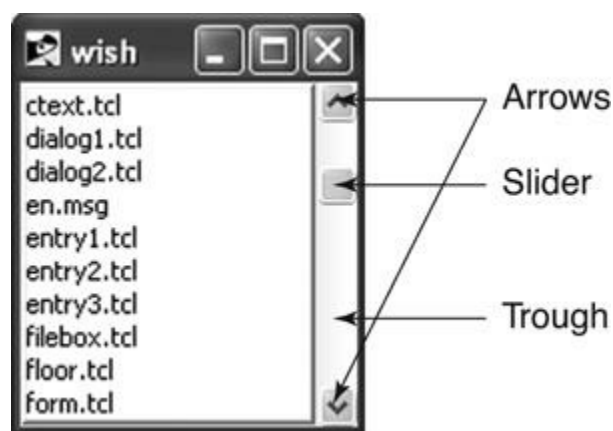 wish
ctext.tcl
dialog1.tcl
dialog2.tcl
en.msg
entry1.tcl
entry2.tcl
entry3.tcl
filebox.tcl
floor.tcl
form.tcl
Arrows
Slider
Trough